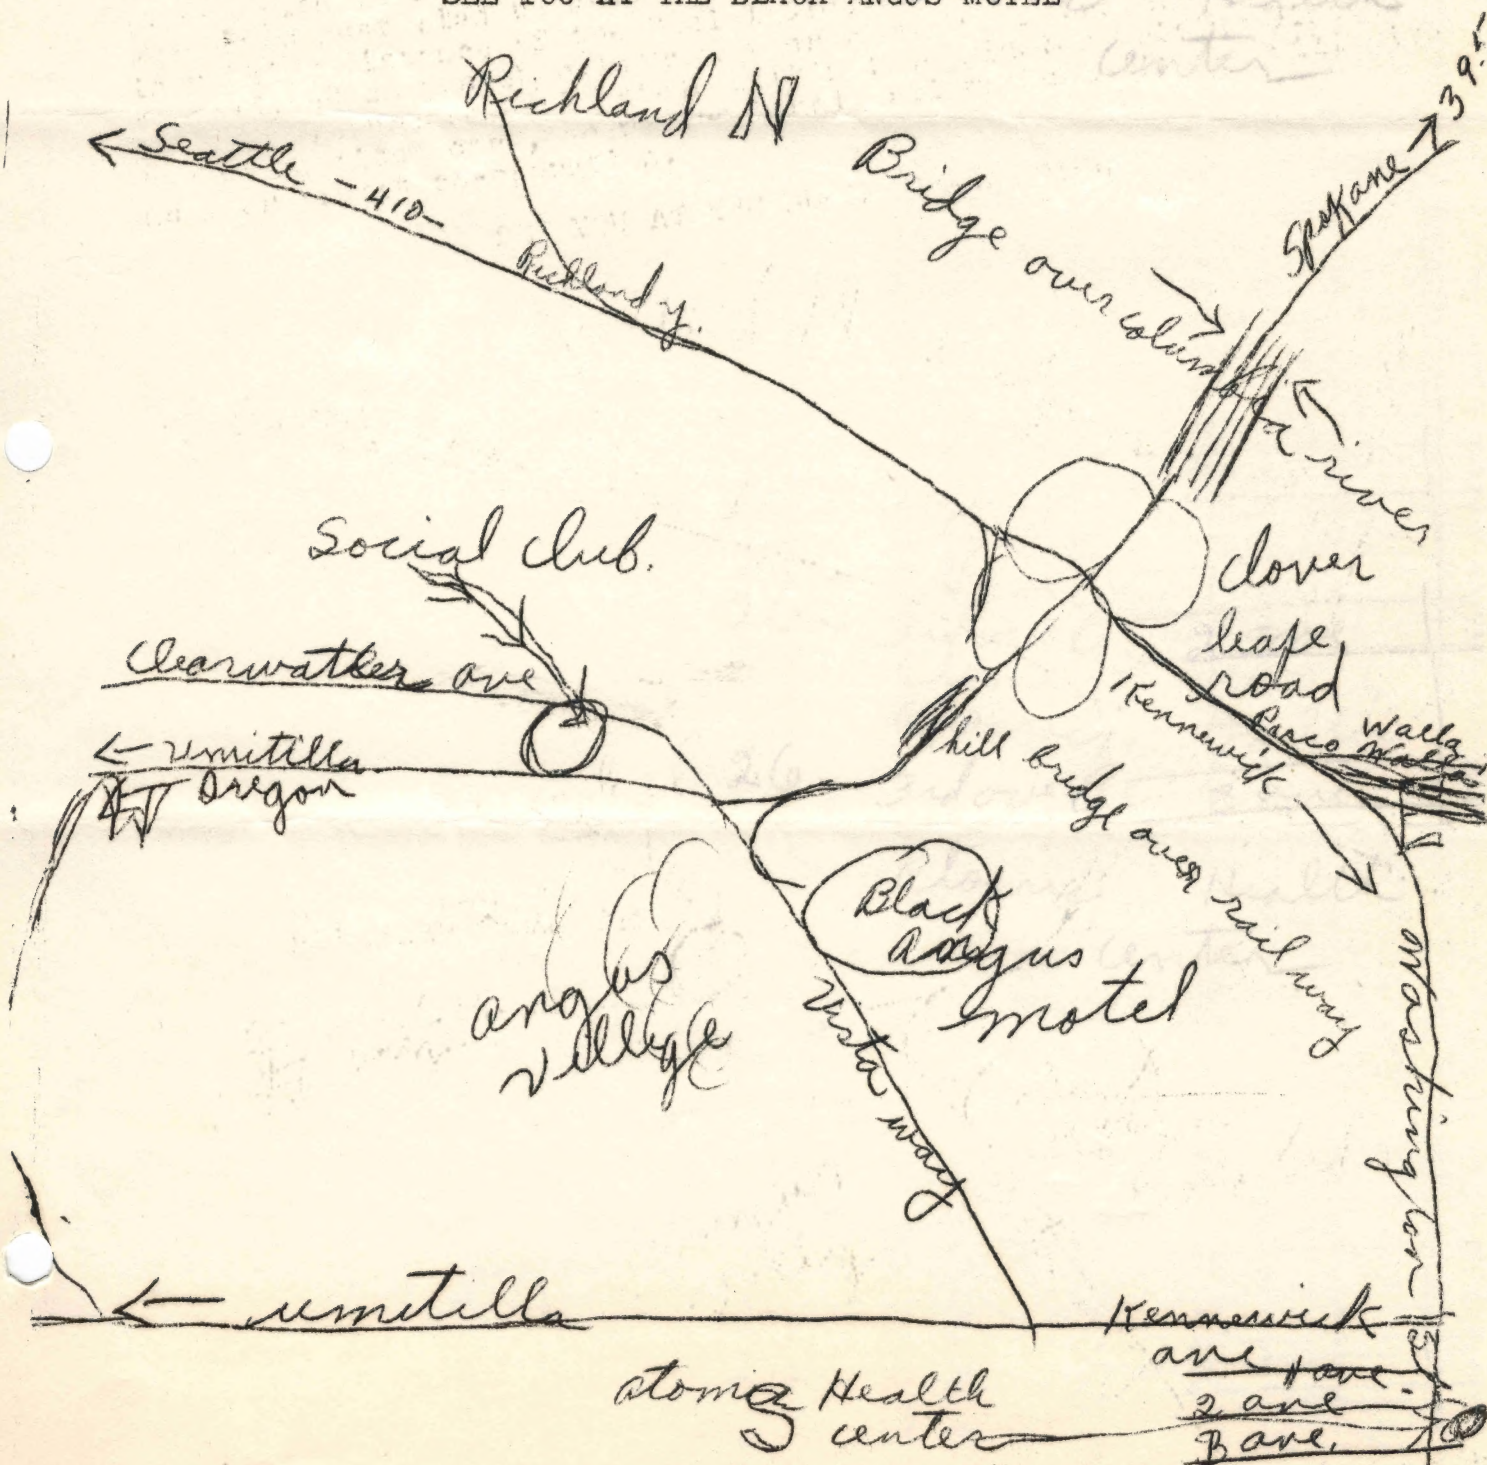 SEE YOU AT THE BLACK ANGUS MOTEL
center
Richland N
Seattle -410-
Richland y.
Bridge over columbia river
Spokane 395
Social Club.
clover
leafe
road
Clearwatter ave
umitilla
Oregon
hill bridge over rail way
Kennewick
Pasco Walla
Walla
Black
Angus
motel
angus
village
Vista way
Washington
umitilla
Kennewick
ave
1 ave.
2 ave
3 ave.
atomic Health
center